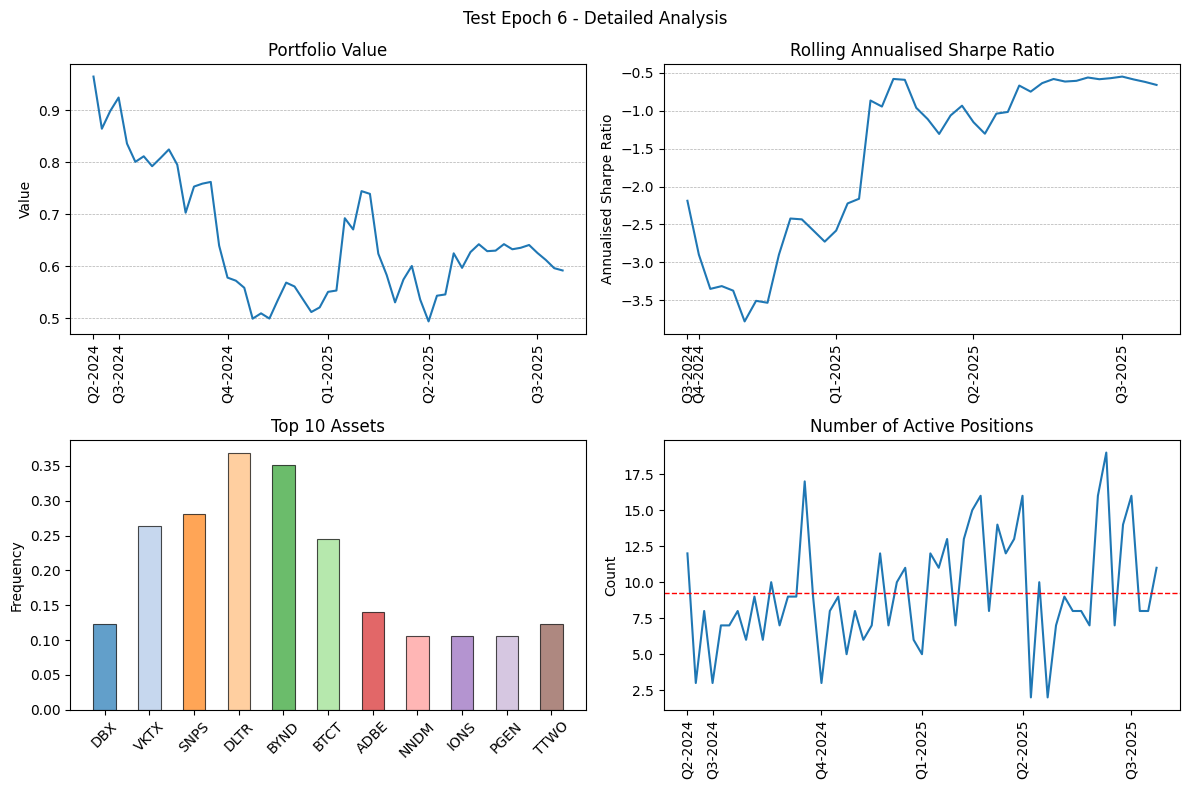 Test Epoch 6 - Detailed Analysis
Portfolio Value
Value
0.9
0.8
0.7
0.6
0.5
Q2-2024
Q3-2024
Q4-2024
Q1-2025
Q2-2025
Q3-2025
Rolling Annualised Sharpe Ratio
Annualised Sharpe Ratio
−0.5
−1.0
−1.5
−2.0
−2.5
−3.0
−3.5
Q3-2024
Q4-2024
Q1-2025
Q2-2025
Q3-2025
Top 10 Assets
Frequency
0.35
0.30
0.25
0.20
0.15
0.10
0.05
0.00
DBX
VKTX
SNPS
DLTR
BYND
BTCT
ADBE
NNDM
IONS
PGEN
TTWO
Number of Active Positions
Count
17.5
15.0
12.5
10.0
7.5
5.0
2.5
Q2-2024
Q3-2024
Q4-2024
Q1-2025
Q2-2025
Q3-2025